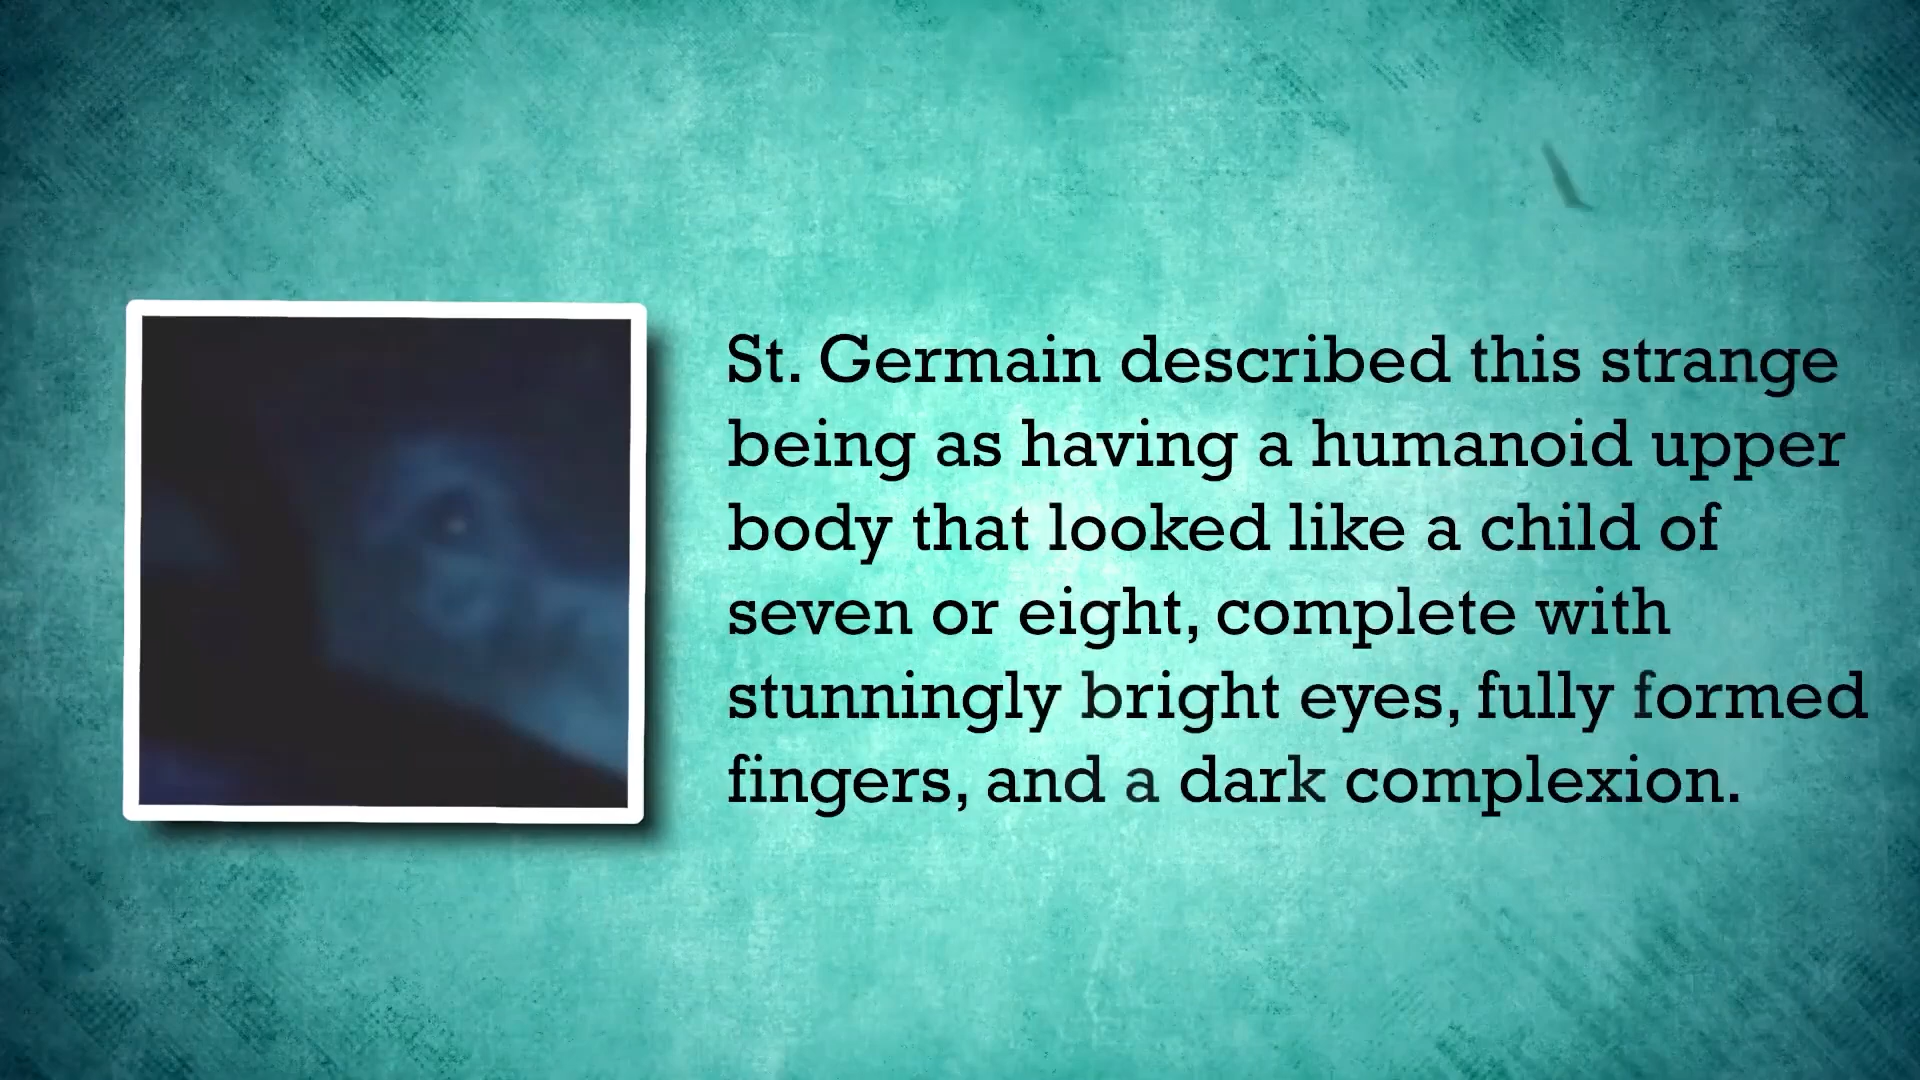 St. Germain described this strange
being as having a humanoid upper
body that looked like a child of
seven or eight, complete with
stunningly bright eyes, fully formed
fingers, and a dark complexion.